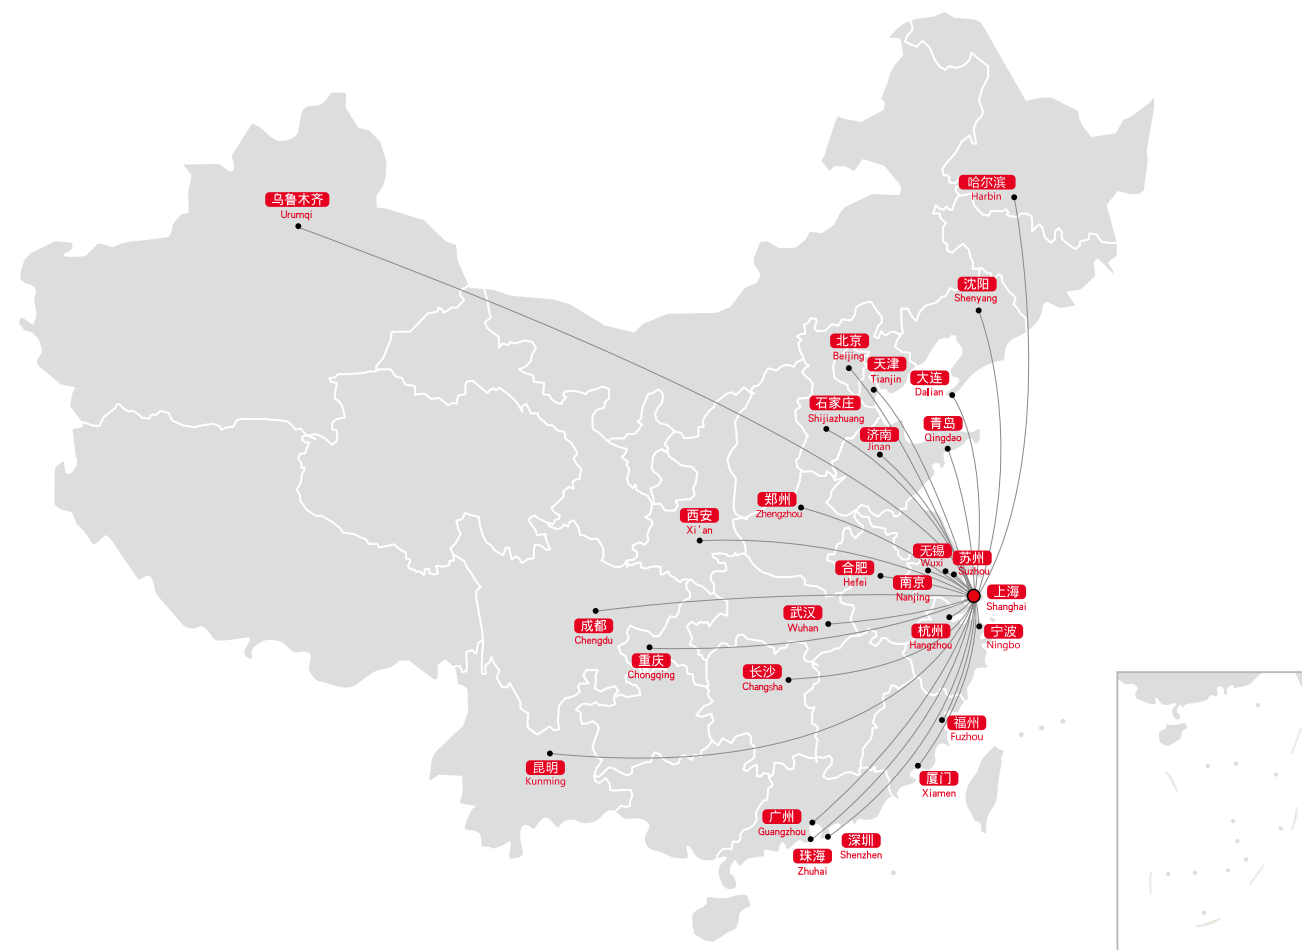 哈尔滨
Harbin
乌鲁木齐
Urumqi
沈阳
Shenyang
北京
Beijing
天津
Tianjin
大连
Dalian
石家庄
Shijiazhuang
青岛
Qingdao
济南
Jinan
郑州
Zhengzhou
西安
Xi'an
无锡
Wuxi
苏州
Suzhou
合肥
Hefei
南京
Nanjing
上海
Shanghai
武汉
Wuhan
成都
Chengdu
杭州
Hangzhou
宁波
Ningbo
重庆
Chongqing
长沙
Changsha
福州
Fuzhou
昆明
Kunming
厦门
Xiamen
广州
Guangzhou
深圳
Shenzhen
珠海
Zhuhai